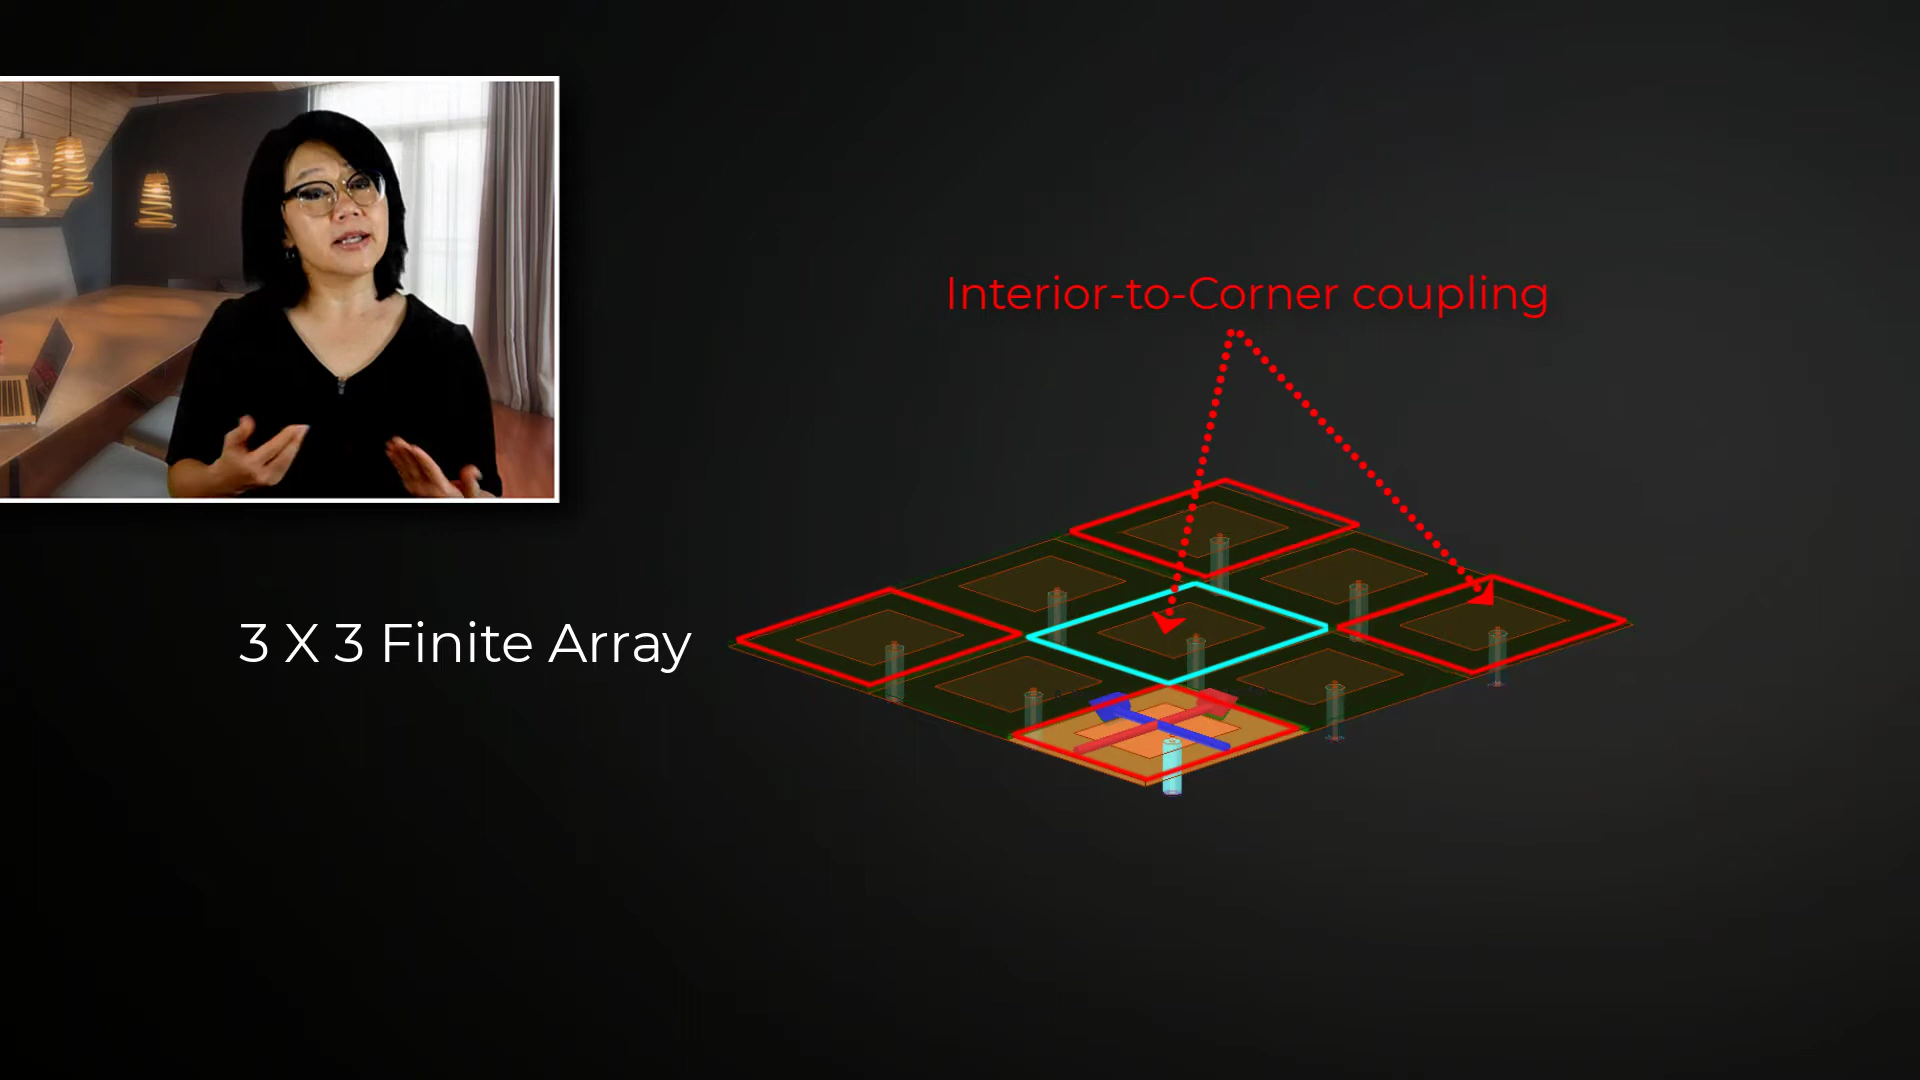 Interior-to-Corner coupling
3 X 3 Finite Array